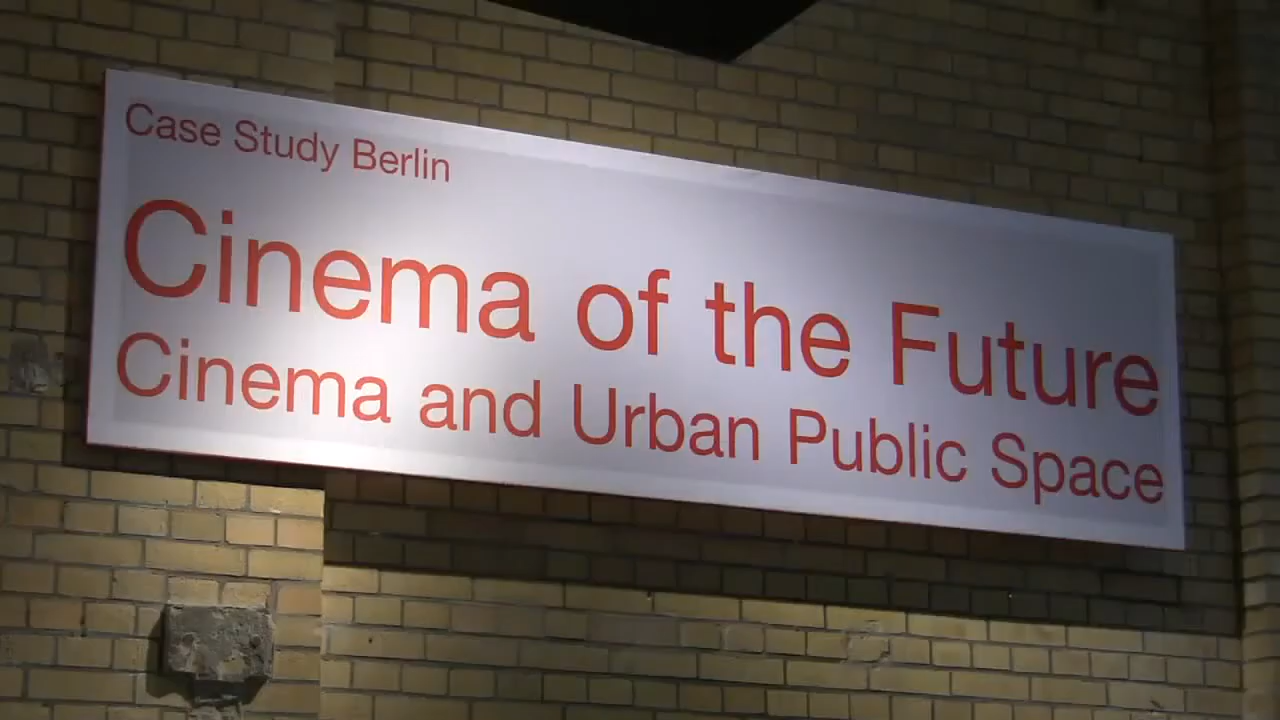 Case Study Berlin
Cinema of the Future
Cinema and Urban Public Space